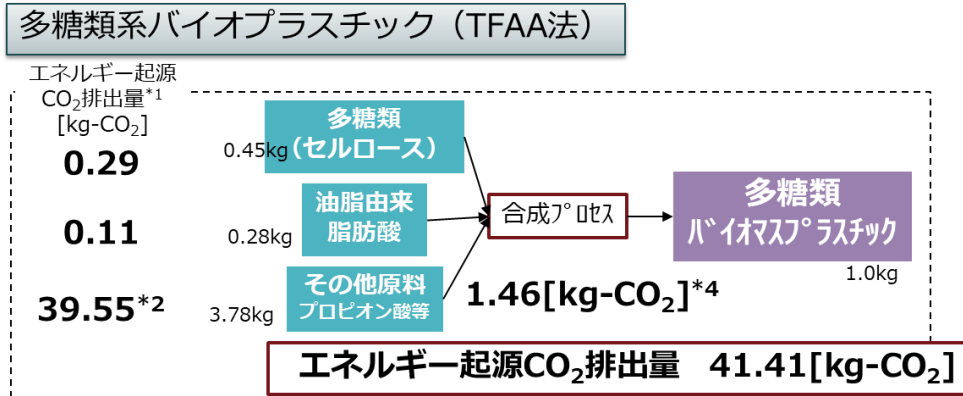 多糖類系バイオプラスチック（TFAA法）
エネルギー起源
CO₂排出量*1
[kg-CO₂]
0.29
0.45kg
多糖類
（セルロース）
0.11
0.28kg
油脂由来
脂肪酸
39.55*2
3.78kg
その他原料
プロピオン酸等
合成ﾌﾟﾛｾｽ
1.46[kg-CO₂]*4
多糖類
ﾊﾞｲｵﾏｽﾌﾟﾗｽﾁｯｸ
1.0kg
エネルギー起源CO₂排出量 41.41[kg-CO₂]